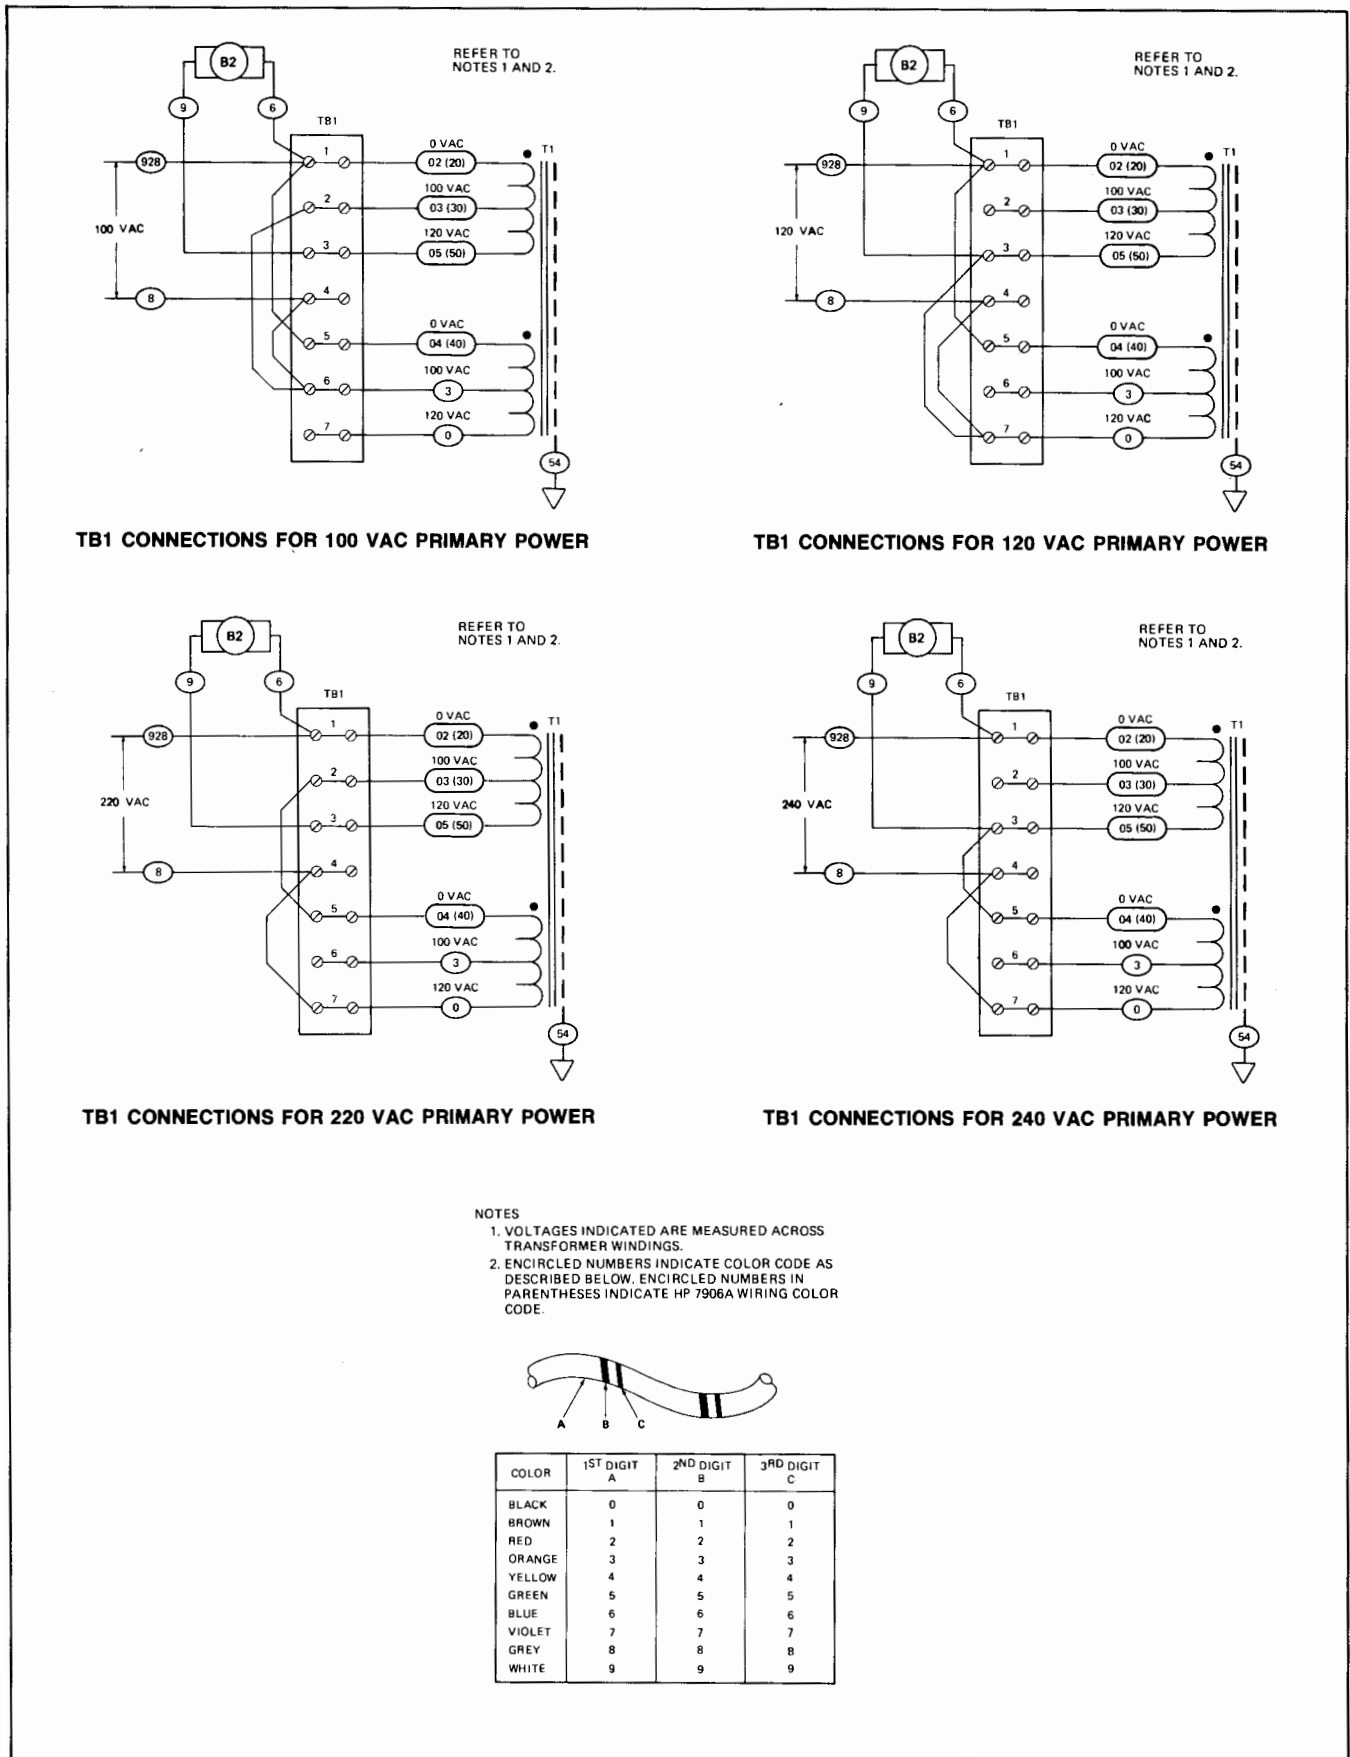 B2
REFER TO
NOTES 1 AND 2.
9
6
TB1
928
100 VAC
8
1
2
3
4
5
6
7
0 VAC
02 (20)
100 VAC
03 (30)
120 VAC
05 (50)
0 VAC
04 (40)
100 VAC
3
120 VAC
0
T1
54
TB1 CONNECTIONS FOR 100 VAC PRIMARY POWER
B2
REFER TO
NOTES 1 AND 2.
9
6
TB1
928
120 VAC
8
1
2
3
4
5
6
7
0 VAC
02 (20)
100 VAC
03 (30)
120 VAC
05 (50)
0 VAC
04 (40)
100 VAC
3
120 VAC
0
T1
54
TB1 CONNECTIONS FOR 120 VAC PRIMARY POWER
B2
REFER TO
NOTES 1 AND 2.
9
6
TB1
928
220 VAC
8
1
2
3
4
5
6
7
0 VAC
02 (20)
100 VAC
03 (30)
120 VAC
05 (50)
0 VAC
04 (40)
100 VAC
3
120 VAC
0
T1
54
TB1 CONNECTIONS FOR 220 VAC PRIMARY POWER
B2
REFER TO
NOTES 1 AND 2.
9
6
TB1
928
240 VAC
8
1
2
3
4
5
6
7
0 VAC
02 (20)
100 VAC
03 (30)
120 VAC
05 (50)
0 VAC
04 (40)
100 VAC
3
120 VAC
0
T1
54
TB1 CONNECTIONS FOR 240 VAC PRIMARY POWER
NOTES
1. VOLTAGES INDICATED ARE MEASURED ACROSS
TRANSFORMER WINDINGS.
2. ENCIRCLED NUMBERS INDICATE COLOR CODE AS
DESCRIBED BELOW. ENCIRCLED NUMBERS IN
PARENTHESES INDICATE HP 7906A WIRING COLOR
CODE.
A B C
COLOR 1ST DIGIT A 2ND DIGIT B 3RD DIGIT C
BLACK 0 0 0
BROWN 1 1 1
RED 2 2 2
ORANGE 3 3 3
YELLOW 4 4 4
GREEN 5 5 5
BLUE 6 6 6
VIOLET 7 7 7
GREY 8 8 8
WHITE 9 9 9